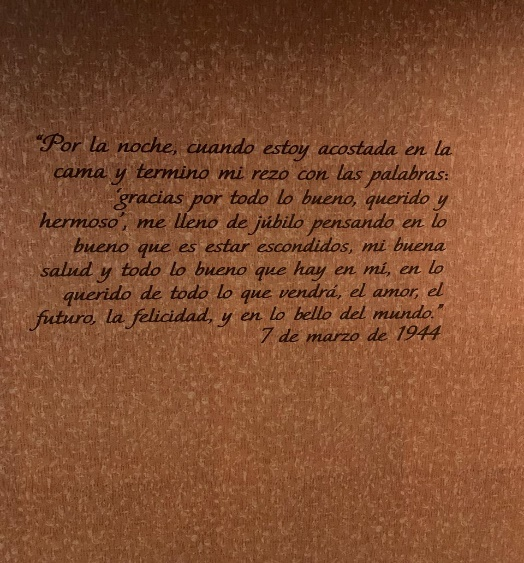 “Por la noche, cuando estoy acostada en la
cama y termino mi rezo con las palabras:
‘gracias por todo lo bueno, querido y
hermoso’, me lleno de júbilo pensando en lo
bueno que es estar escondidos, mi buena
salud y todo lo bueno que hay en mí, en lo
querido de todo lo que vendrá, el amor, el
futuro, la felicidad, y en lo bello del mundo.”
7 de marzo de 1944